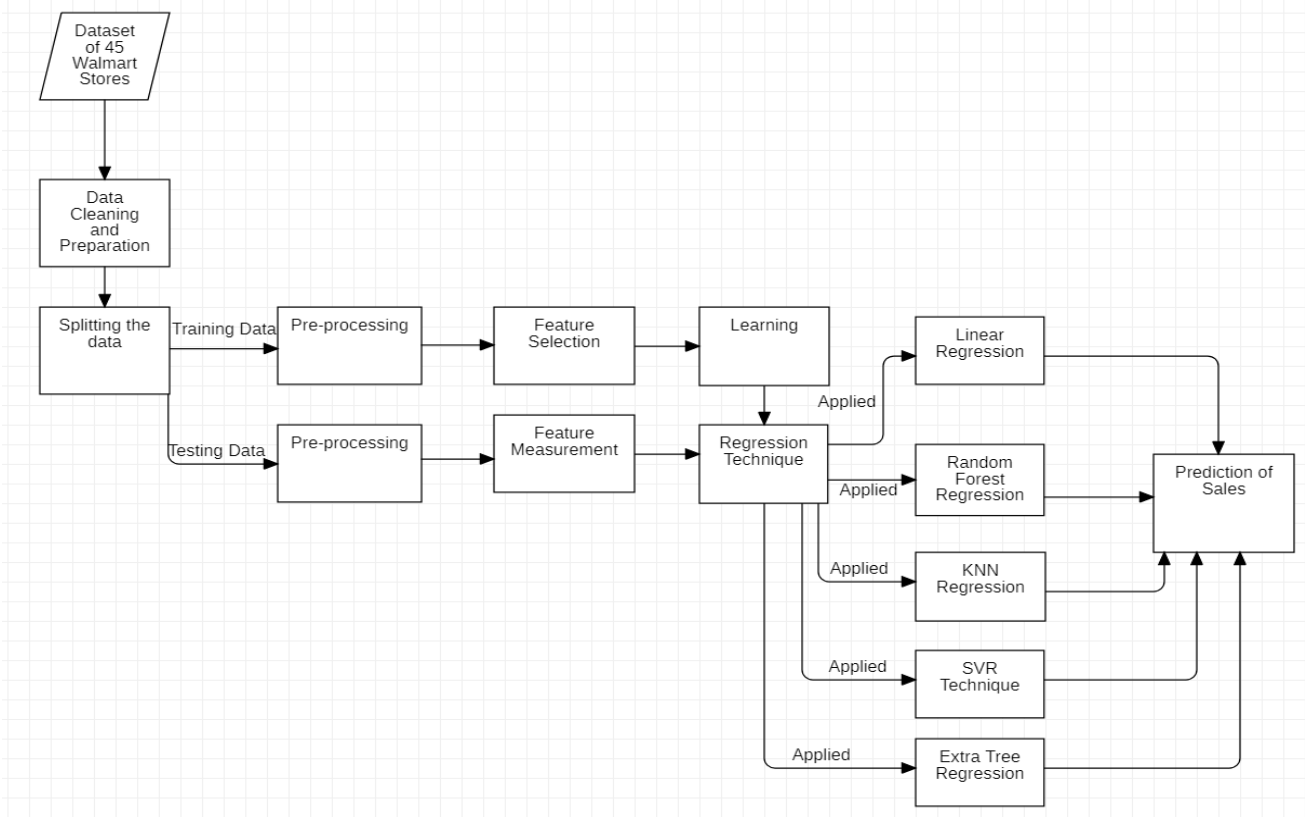 Dataset
of 45
Walmart
Stores
Data
Cleaning
and
Preparation
Splitting the
data
Training Data
Pre-processing
Feature
Selection
Learning
Testing Data
Pre-processing
Feature
Measurement
Regression
Technique
Applied
Linear
Regression
Applied
Random
Forest
Regression
Applied
KNN
Regression
Applied
SVR
Technique
Applied
Extra Tree
Regression
Prediction of
Sales